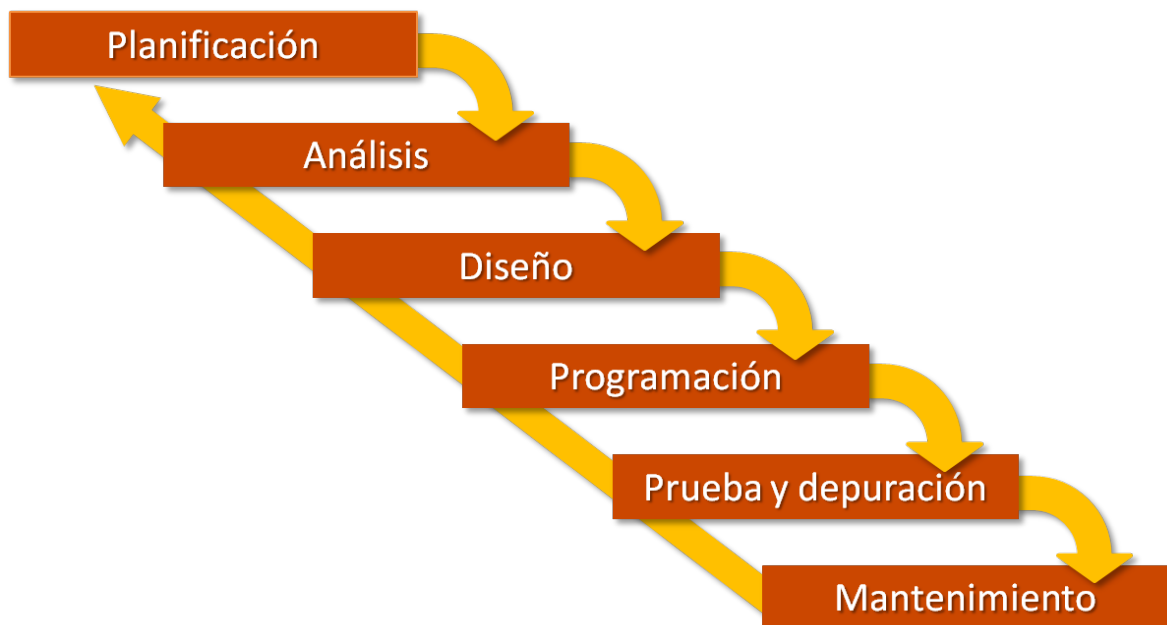 Planificación
Análisis
Diseño
Programación
Prueba y depuración
Mantenimiento